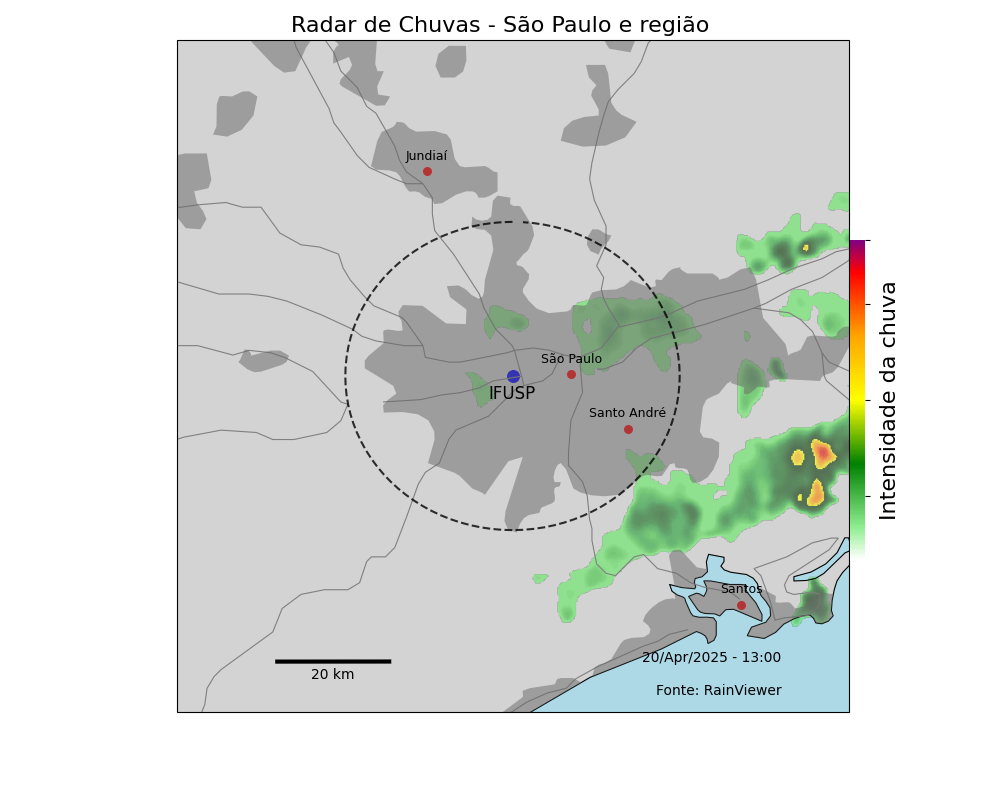 Radar de Chuvas - São Paulo e região
Jundiaí
São Paulo
IFUSP
Santo André
Intensidade da chuva
Santos
20/Apr/2025 - 13:00
20 km
Fonte: RainViewer